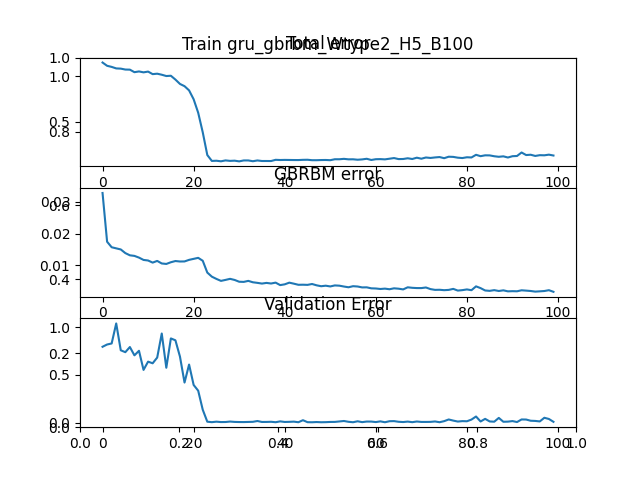 Train gru_gbrbm_Wtype2_H5_B100
Total error
1.0
1.0
0.5
0.8
0 20 40 60 80 100
GBRBM error
0.03
0.6
0.02
0.01
0.4
0 20 40 60 80 100
Validation Error
1.0
0.2
0.5
0.0
0.0
0 20 40 60 80 100
0.0 0.2 0.4 0.6 0.8 1.0